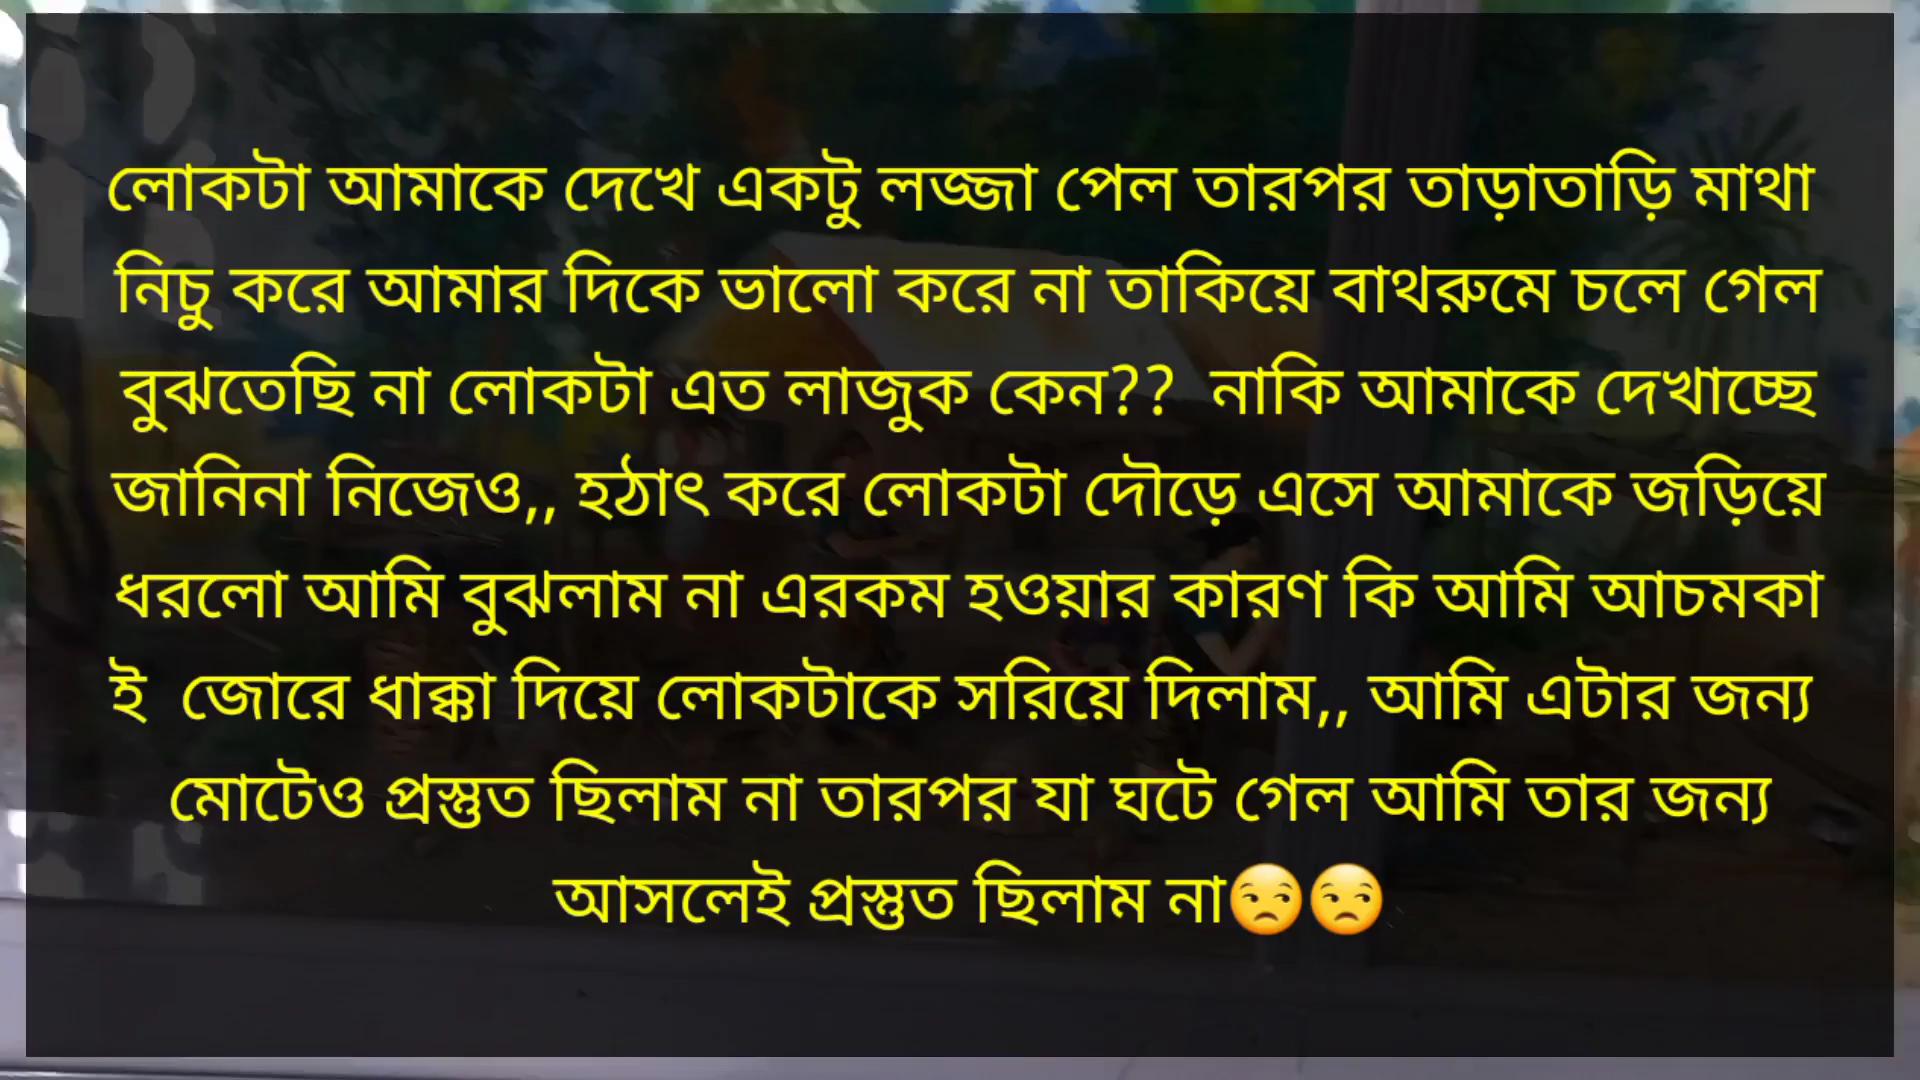 লোকটা আমাকে দেখে একটু লজ্জা পেল তারপর তাড়াতাড়ি মাথা
নিচু করে আমার দিকে ভালো করে না তাকিয়ে বাথরুমে চলে গেল
বুঝতেছি না লোকটা এত লাজুক কেন?? নাকি আমাকে দেখাচ্ছে
জানিনা নিজেও,, হঠাৎ করে লোকটা দৌড়ে এসে আমাকে জড়িয়ে
ধরলো আমি বুঝলাম না এরকম হওয়ার কারণ কি আমি আচমকা
ই জোরে ধাক্কা দিয়ে লোকটাকে সরিয়ে দিলাম,, আমি এটার জন্য
মোটেও প্রস্তুত ছিলাম না তারপর যা ঘটে গেল আমি তার জন্য
আসলেই প্রস্তুত ছিলাম না😒😒